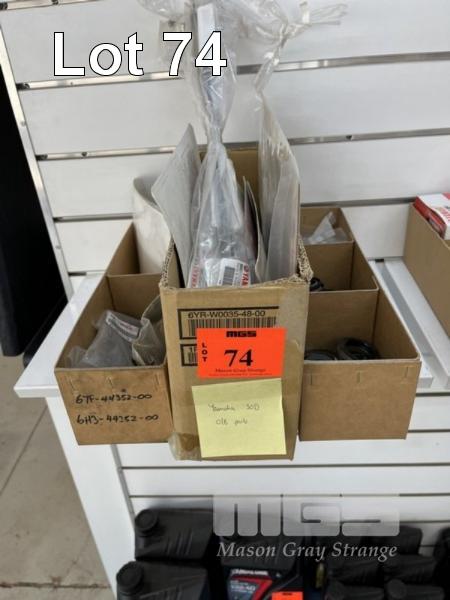 Lot 74
6YR-W0035-48-00
MGS
LOT
74
Mason Gray Strange
6YF-44352-00
6H3-44352-00
Yamaha 30D
O/B parts
MGS
Mason Gray Strange